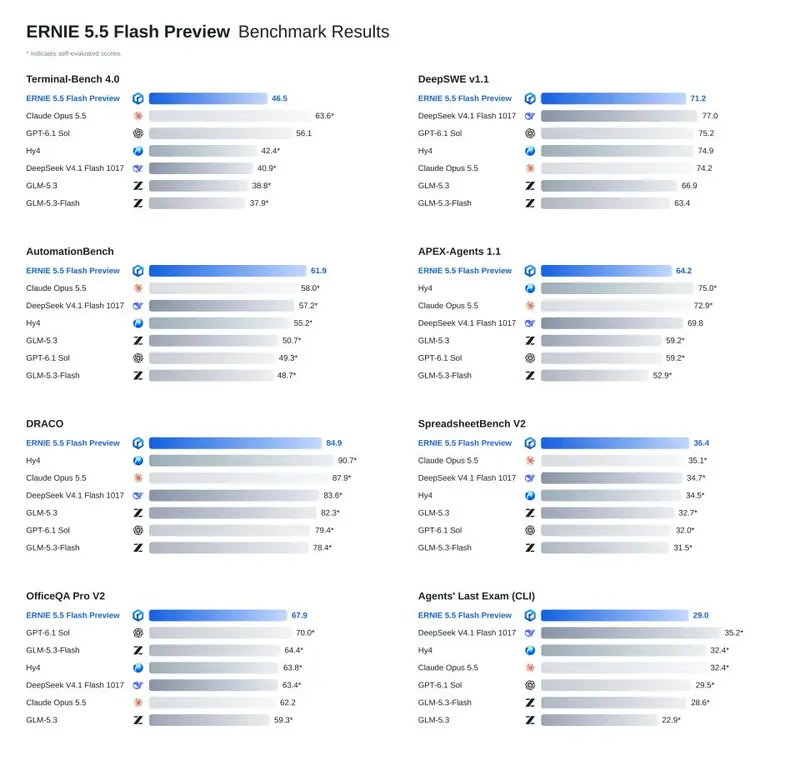 ERNIE 5.5 Flash Preview Benchmark Results
* indicates self-evaluated scores.
Terminal-Bench 4.0
ERNIE 5.5 Flash Preview 46.5
Claude Opus 5.5 63.6*
GPT-6.1 Sol 56.1
Hy4 42.4*
DeepSeek V4.1 Flash 1017 40.9*
GLM-5.3 38.8*
GLM-5.3-Flash 37.9*
DeepSWE v1.1
ERNIE 5.5 Flash Preview 71.2
DeepSeek V4.1 Flash 1017 77.0
GPT-6.1 Sol 75.2
Hy4 74.9
Claude Opus 5.5 74.2
GLM-5.3 66.9
GLM-5.3-Flash 63.4
AutomationBench
ERNIE 5.5 Flash Preview 61.9
Claude Opus 5.5 58.0*
DeepSeek V4.1 Flash 1017 57.2*
Hy4 55.2*
GLM-5.3 50.7*
GPT-6.1 Sol 49.3*
GLM-5.3-Flash 48.7*
APEX-Agents 1.1
ERNIE 5.5 Flash Preview 64.2
Hy4 75.0*
Claude Opus 5.5 72.9*
DeepSeek V4.1 Flash 1017 69.8
GLM-5.3 59.2*
GPT-6.1 Sol 59.2*
GLM-5.3-Flash 52.9*
DRACO
ERNIE 5.5 Flash Preview 84.9
Hy4 90.7*
Claude Opus 5.5 87.9*
DeepSeek V4.1 Flash 1017 83.6*
GLM-5.3 82.3*
GPT-6.1 Sol 79.4*
GLM-5.3-Flash 78.4*
SpreadsheetBench V2
ERNIE 5.5 Flash Preview 36.4
Claude Opus 5.5 35.1*
DeepSeek V4.1 Flash 1017 34.7*
Hy4 34.5*
GLM-5.3 32.7*
GPT-6.1 Sol 32.0*
GLM-5.3-Flash 31.5*
OfficeQA Pro V2
ERNIE 5.5 Flash Preview 67.9
GPT-6.1 Sol 70.0*
GLM-5.3-Flash 64.4*
Hy4 63.8*
DeepSeek V4.1 Flash 1017 63.4*
Claude Opus 5.5 62.2
GLM-5.3 59.3*
Agents' Last Exam (CLI)
ERNIE 5.5 Flash Preview 29.0
DeepSeek V4.1 Flash 1017 35.2*
Hy4 32.4*
Claude Opus 5.5 32.4*
GPT-6.1 Sol 29.5*
GLM-5.3-Flash 28.6*
GLM-5.3 22.9*